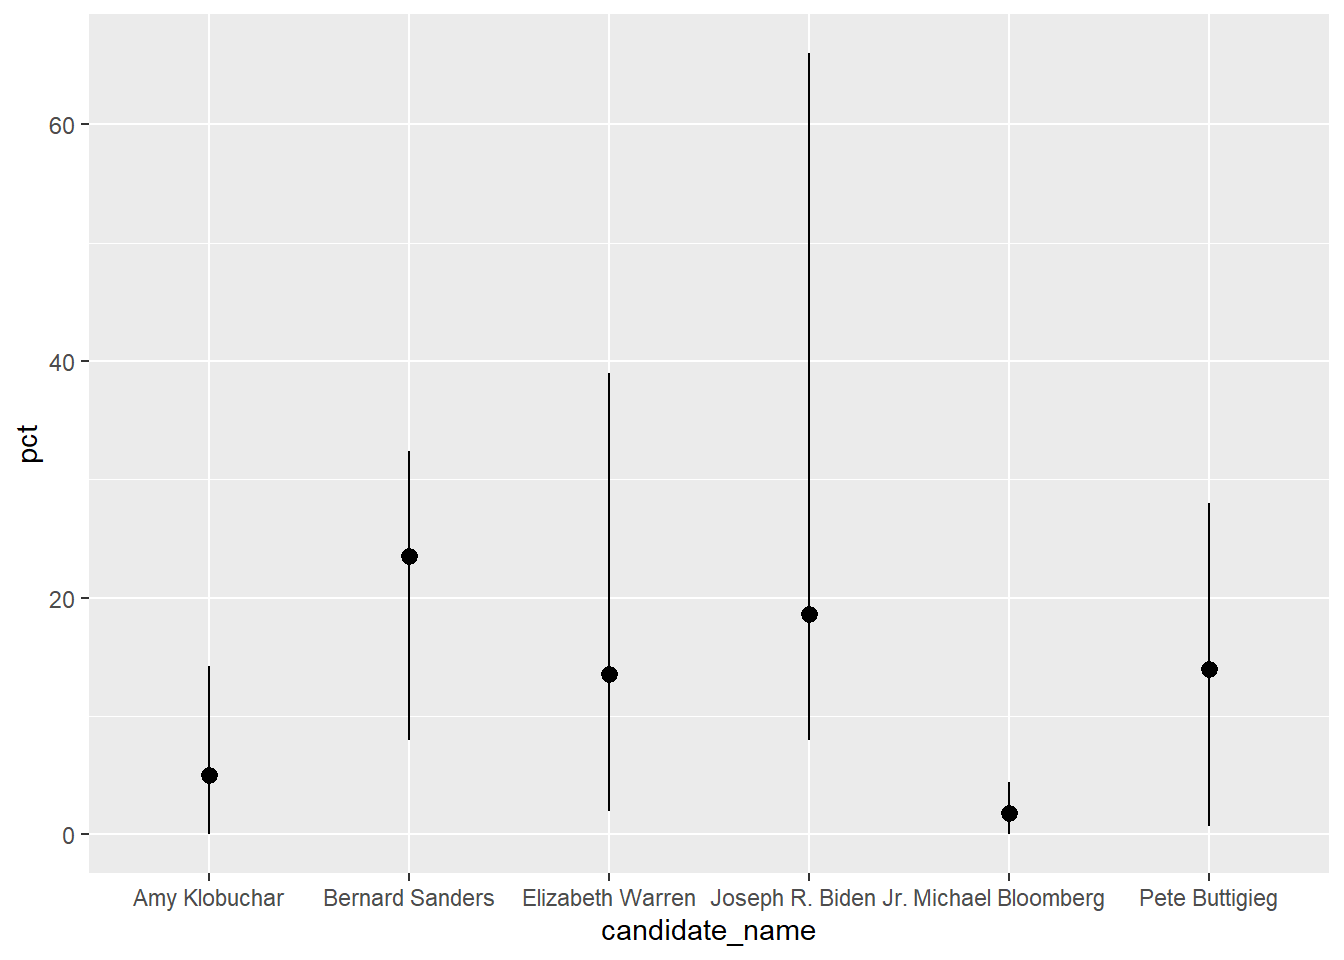 60
40
20
0
pct
Amy Klobuchar Bernard Sanders Elizabeth Warren Joseph R. Biden Jr. Michael Bloomberg Pete Buttigieg
candidate_name